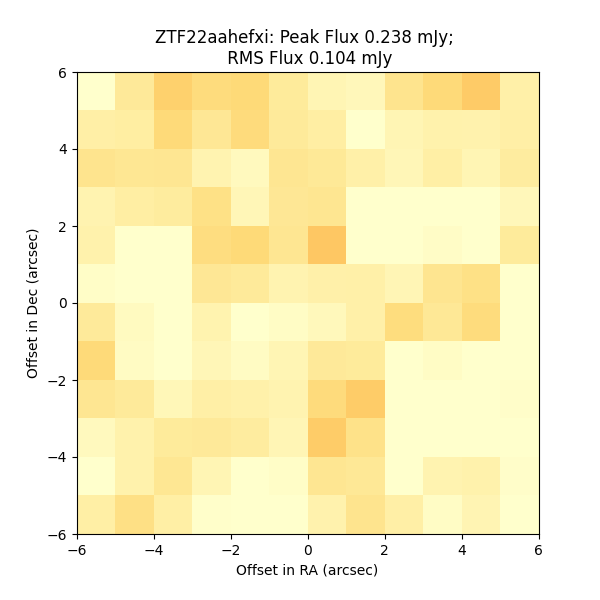 ZTF22aahefxi: Peak Flux 0.238 mJy;
RMS Flux 0.104 mJy
6
4
2
0
−2
−4
−6
Offset in Dec (arcsec)
−6 −4 −2 0 2 4 6
Offset in RA (arcsec)